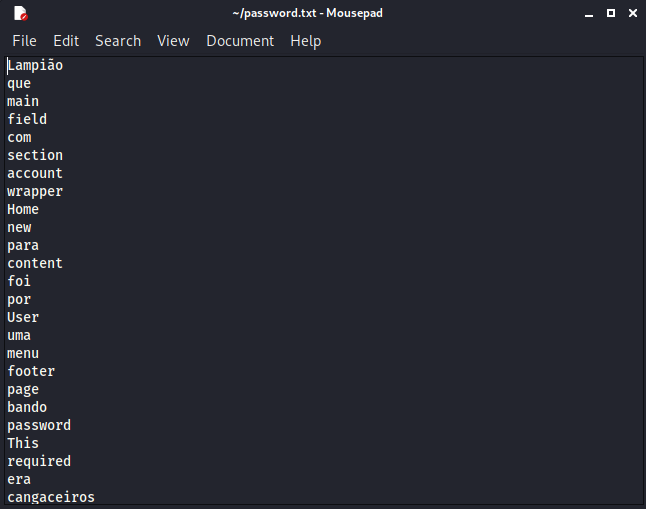 ~/password.txt - Mousepad
File Edit Search View Document Help
Lampião
que
main
field
com
section
account
wrapper
Home
new
para
content
foi
por
User
uma
menu
footer
page
bando
password
This
required
era
cangaceiros